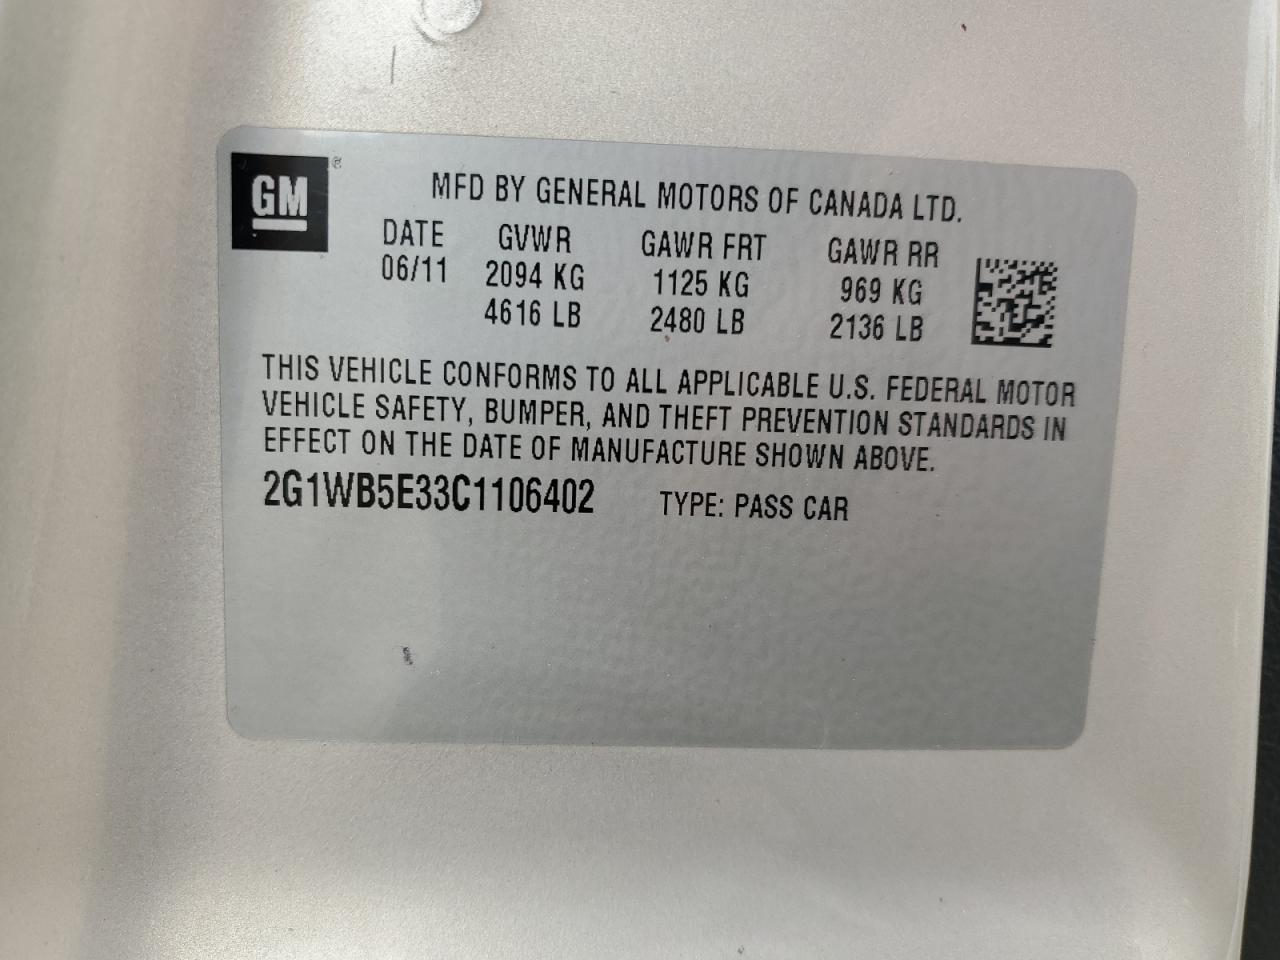 GM ®
MFD BY GENERAL MOTORS OF CANADA LTD.
DATE GVWR GAWR FRT GAWR RR
06/11 2094 KG 1125 KG 969 KG
4616 LB 2480 LB 2136 LB
THIS VEHICLE CONFORMS TO ALL APPLICABLE U.S. FEDERAL MOTOR
VEHICLE SAFETY, BUMPER, AND THEFT PREVENTION STANDARDS IN
EFFECT ON THE DATE OF MANUFACTURE SHOWN ABOVE.
2G1WB5E33C1106402 TYPE: PASS CAR